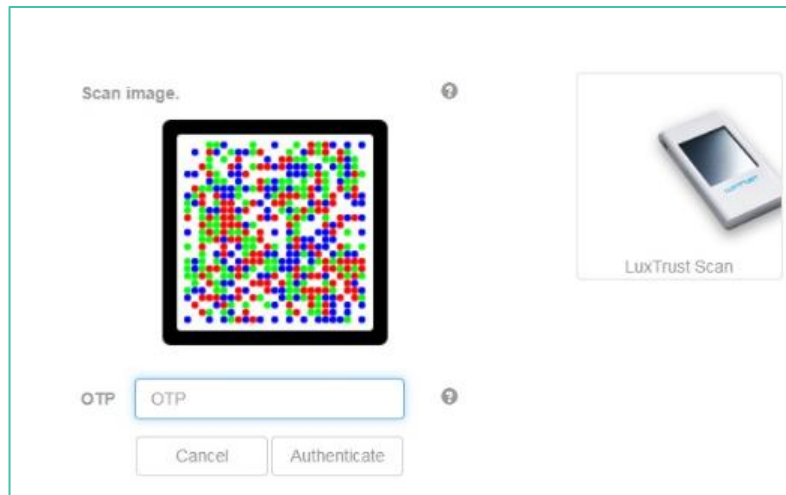 Scan image.
LuxTrust Scan
OTP
OTP
Cancel
Authenticate